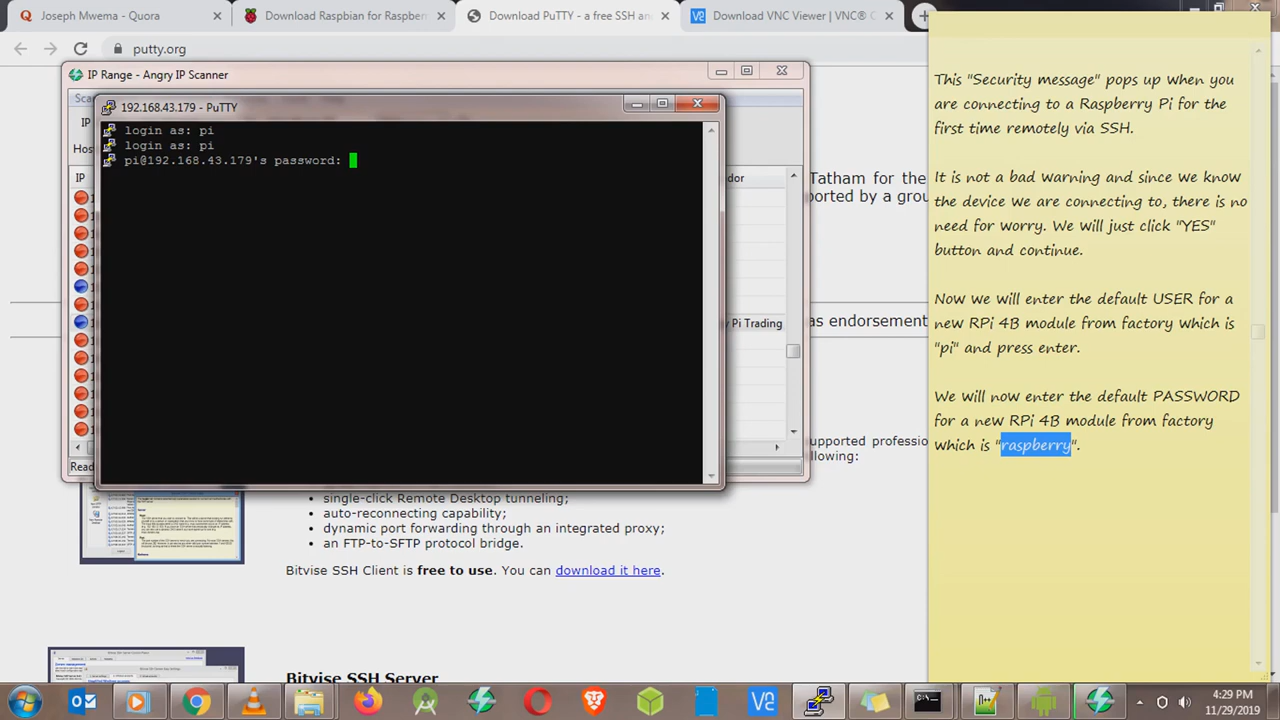 Joseph Mwema - Quora
Download Raspbian for Raspberr
Download PuTTY - a free SSH an
Download VNC Viewer | VNC® C
putty.org
IP Range - Angry IP Scanner
192.168.43.179 - PuTTY
login as: pi
login as: pi
pi@192.168.43.179's password:
IP
Tatham for the
ported by a grou
as endorsement
y Pi Trading
upported professio
llowing:
single-click Remote Desktop tunneling;
auto-reconnecting capability;
dynamic port forwarding through an integrated proxy;
an FTP-to-SFTP protocol bridge.
Bitvise SSH Client is free to use. You can download it here.
Bitvise SSH Server
This "Security message" pops up when you
are connecting to a Raspberry Pi for the
first time remotely via SSH.
It is not a bad warning and since we know
the device we are connecting to, there is no
need for worry. We will just click "YES"
button and continue.
Now we will enter the default USER for a
new RPi 4B module from factory which is
"pi" and press enter.
We will now enter the default PASSWORD
for a new RPi 4B module from factory
which is "raspberry".
4:29 PM
11/29/2019